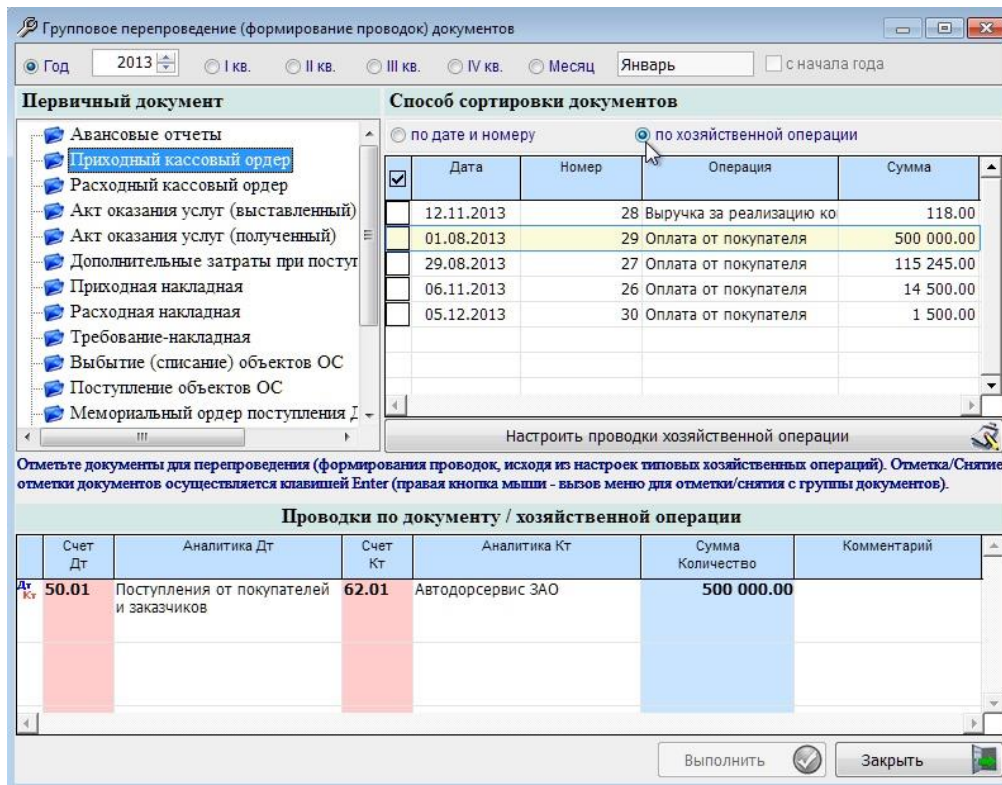 Групповое перепроведение (формирование проводок) документов
Год 2013 I кв. II кв. III кв. IV кв. Месяц Январь с начала года
Первичный документ
Авансовые отчеты
Приходный кассовый ордер
Расходный кассовый ордер
Акт оказания услуг (выставленный)
Акт оказания услуг (полученный)
Дополнительные затраты при поступ
Приходная накладная
Расходная накладная
Требование-накладная
Выбытие (списание) объектов ОС
Поступление объектов ОС
Мемориальный ордер поступления Д
Способ сортировки документов
по дате и номеру по хозяйственной операции
Дата Номер Операция Сумма
12.11.2013 28 Выручка за реализацию ко 118.00
01.08.2013 29 Оплата от покупателя 500 000.00
29.08.2013 27 Оплата от покупателя 115 245.00
06.11.2013 26 Оплата от покупателя 14 500.00
05.12.2013 30 Оплата от покупателя 1 500.00
Настроить проводки хозяйственной операции
Отметьте документы для перепроведения (формирования проводок, исходя из настроек типовых хозяйственных операций). Отметка/Снятие
отметки документов осуществляется клавишей Enter (правая кнопка мыши - вызов меню для отметки/снятия с группы документов).
Проводки по документу / хозяйственной операции
Счет Аналитика Дт Счет Аналитика Кт Сумма Комментарий
Дт Кт Количество
Дт 50.01 Поступления от покупателей 62.01 Автодорсервис ЗАО 500 000.00
Кт и заказчиков
Выполнить Закрыть